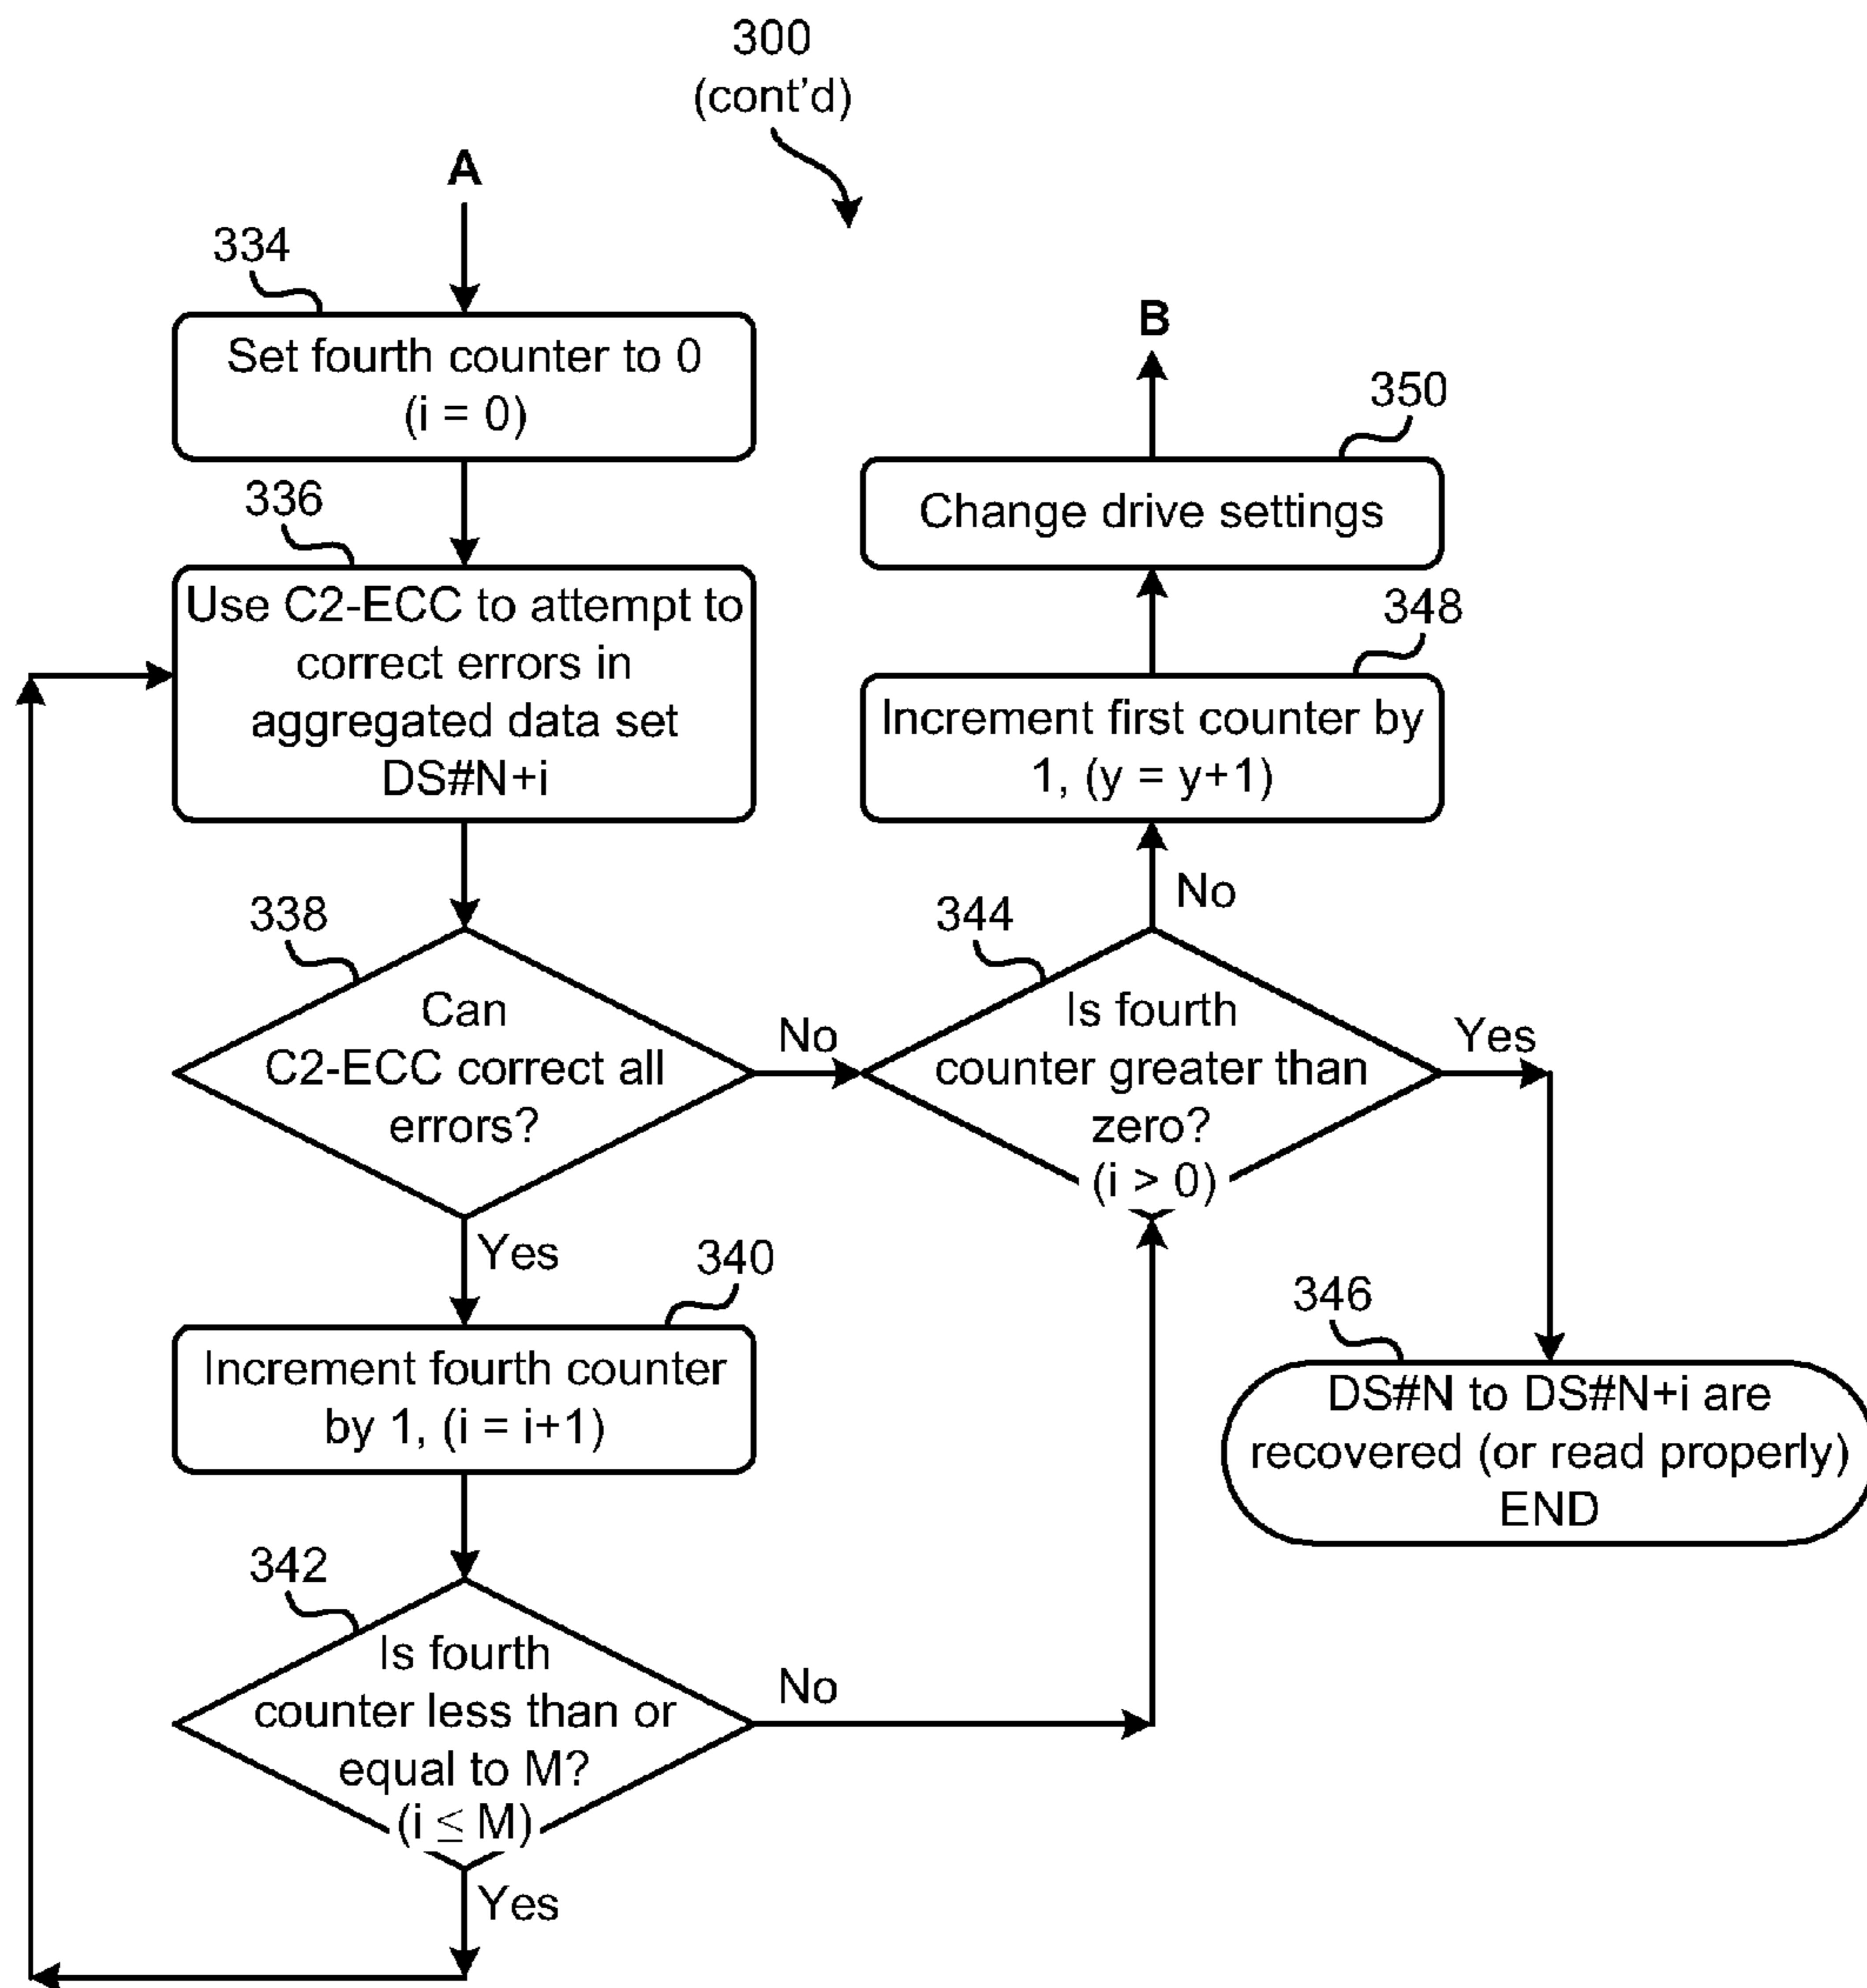 300
(cont’d)
A
334
Set fourth counter to 0
(i = 0)
336
Use C2-ECC to attempt to
correct errors in
aggregated data set
DS#N+i
338
Can
C2-ECC correct all
errors?
No
Yes
340
Increment fourth counter
by 1, (i = i+1)
342
Is fourth
counter less than or
equal to M?
(i ≤ M)
No
Yes
B
350
Change drive settings
348
Increment first counter by
1, (y = y+1)
No
344
Is fourth
counter greater than
zero?
(i > 0)
Yes
346
DS#N to DS#N+i are
recovered (or read properly)
END